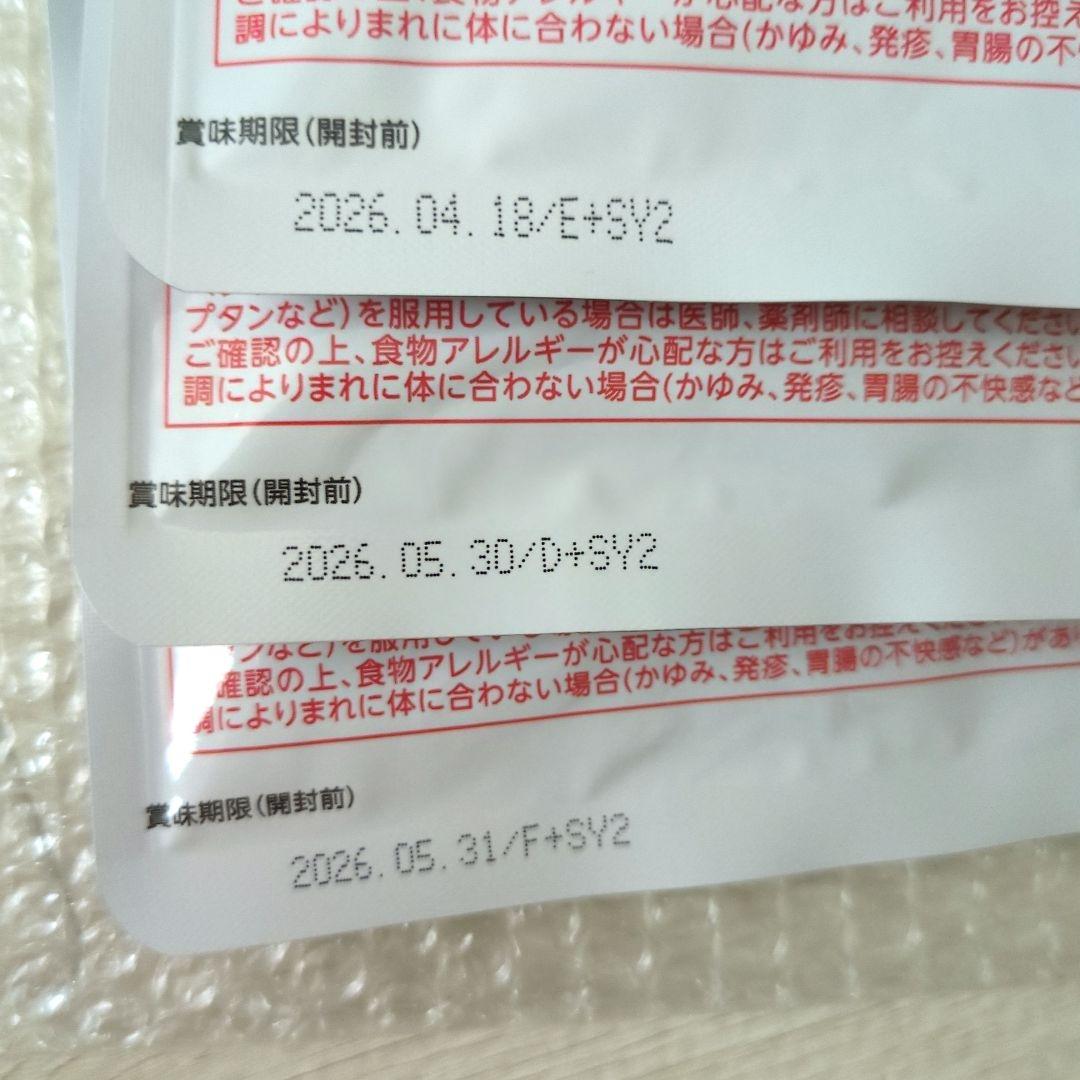 調によりまれに体に合わない場合(かゆみ、発疹、胃腸の不
賞味期限(開封前)
2026.04.18/E+SY2
プタンなど)を服用している場合は医師、薬剤師に相談してください
ご確認の上、食物アレルギーが心配な方はご利用をお控えください
調によりまれに体に合わない場合(かゆみ、発疹、胃腸の不快感など
賞味期限(開封前)
2026.05.30/D+SY2
確認の上、食物アレルギーが心配な方はご利用をお控え
調によりまれに体に合わない場合(かゆみ、発疹、胃腸の不快感など)があ
賞味期限(開封前)
2026.05.31/F+SY2